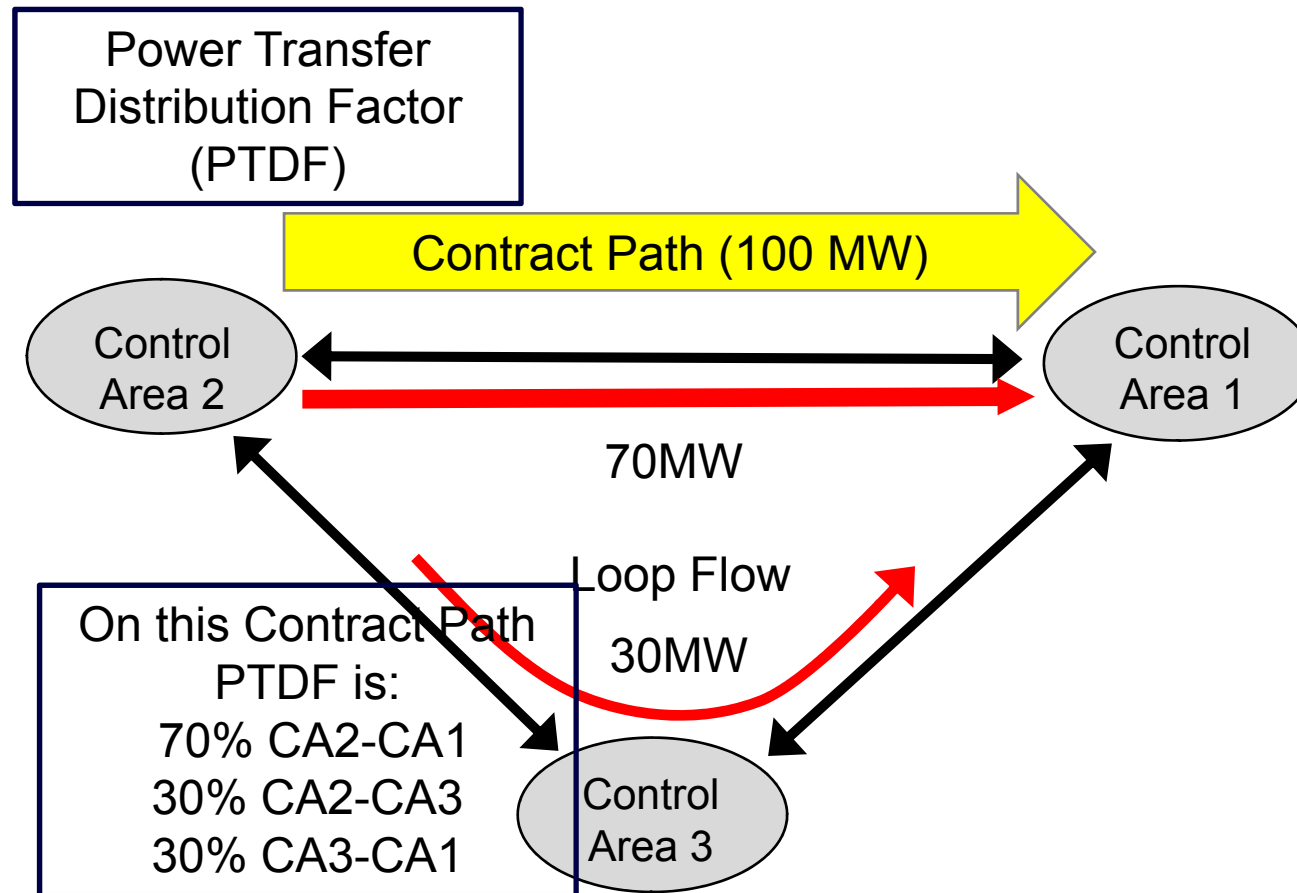 Power Transfer
Distribution Factor
(PTDF)
Contract Path (100 MW)
Control
Area 2
Control
Area 1
70MW
Loop Flow
30MW
On this Contract Path
PTDF is:
70% CA2-CA1
30% CA2-CA3
30% CA3-CA1
Control
Area 3